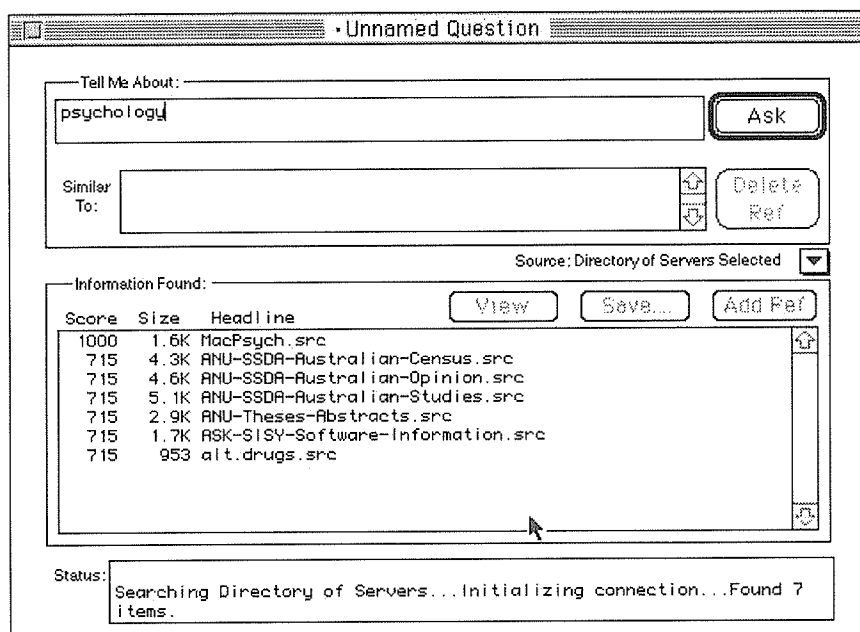 •Unnamed Question
Tell Me About:
psychology
Ask
Similar
To:
Delete
Ref
Source: Directory of Servers Selected
Information Found:
View
Save....
Add Ref
Score Size Headline
1000 1.6K MacPsych.src
715 4.3K ANU-SSDA-Australian-Census.src
715 4.6K ANU-SSDA-Australian-Opinion.src
715 5.1K ANU-SSDA-Australian-Studies.src
715 2.9K ANU-Theses-Abstracts.src
715 1.7K ASK-SISY-Software-Information.src
715 953 alt.drugs.src
Status:
Searching Directory of Servers...Initializing connection...Found 7
items.